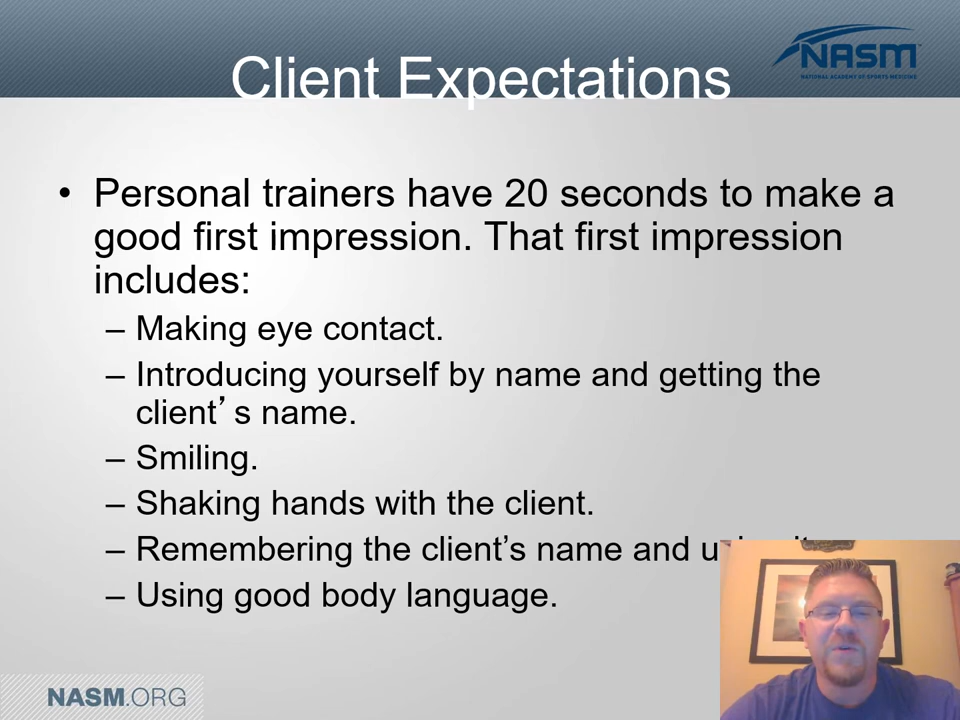 Client Expectations
NASM
NATIONAL ACADEMY OF SPORTS MEDICINE
• Personal trainers have 20 seconds to make a
good first impression. That first impression
includes:
– Making eye contact.
– Introducing yourself by name and getting the
client’s name.
– Smiling.
– Shaking hands with the client.
– Remembering the client’s name and
– Using good body language.
NASM.ORG